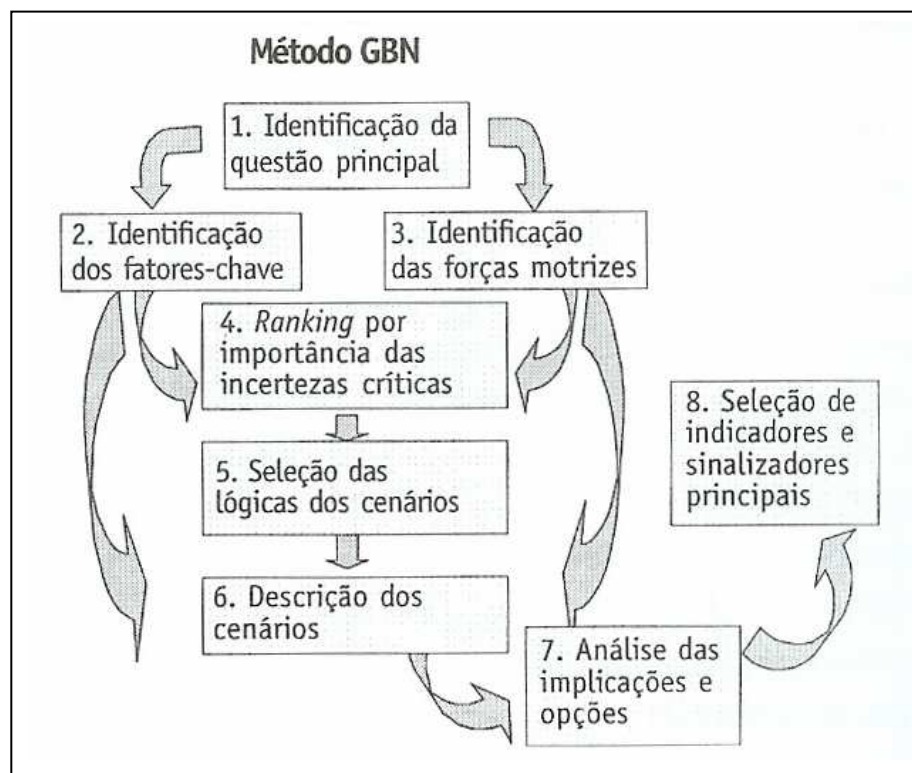 Método GBN
1. Identificação da
questão principal
2. Identificação
dos fatores-chave
3. Identificação
das forças motrizes
4. Ranking por
importância das
incertezas críticas
5. Seleção das
lógicas dos cenários
6. Descrição dos
cenários
7. Análise das
implicações e
opções
8. Seleção de
indicadores e
sinalizadores
principais